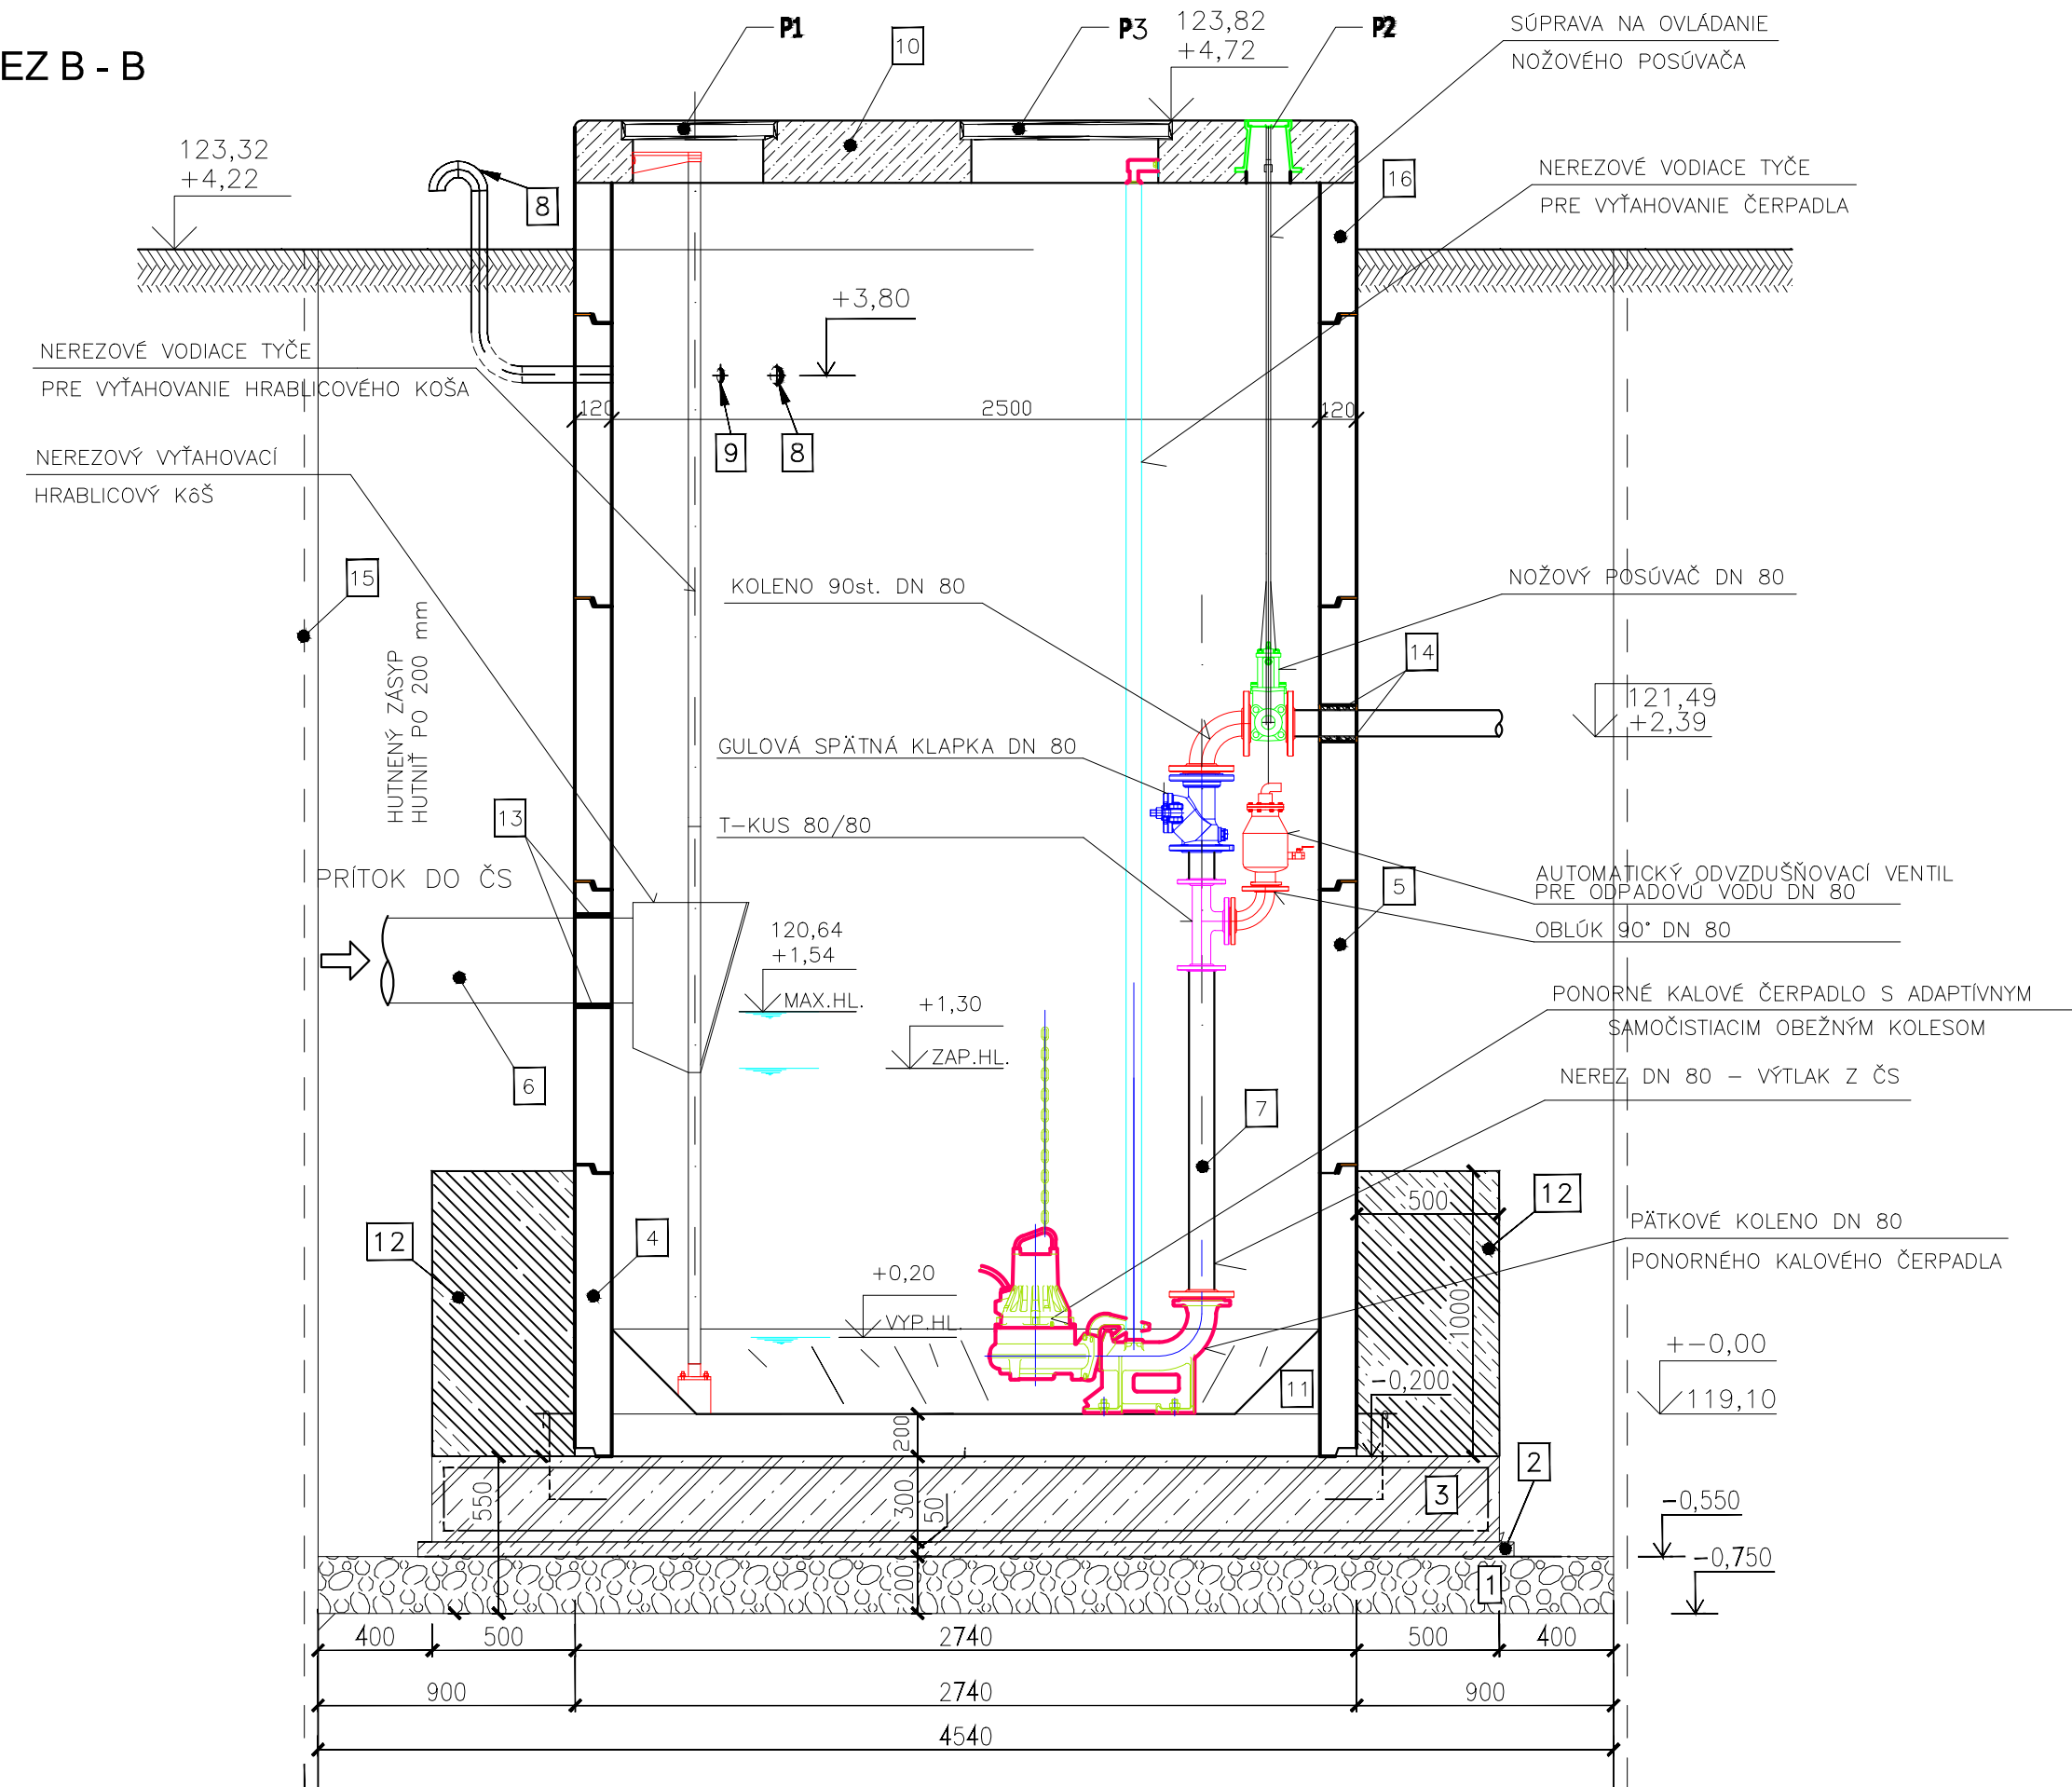 EZ B - B
P1
10
P3
123,82
+4,72
P2
SÚPRAVA NA OVLÁDANIE
NOŽOVÉHO POSÚVAČA
123,32
+4,22
8
16
NEREZOVÉ VODIACE TYČE
PRE VYŤAHOVANIE ČERPADLA
+3,80
NEREZOVÉ VODIACE TYČE
PRE VYŤAHOVANIE HRABLICOVÉHO KOŠA
120
2500
120
9
8
NEREZOVÝ VYŤAHOVACÍ
HRABLICOVÝ KôŠ
15
HUTNENÝ ZÁSYP
HUTNIŤ PO 200 mm
KOLENO 90st. DN 80
NOŽOVÝ POSÚVAČ DN 80
14
121,49
+2,39
GULOVÁ SPÄTNÁ KLAPKA DN 80
13
T-KUS 80/80
PRÍTOK DO ČS
5
AUTOMATICKÝ ODVZDUŠŇOVACÍ VENTIL
PRE ODPADOVÚ VODU DN 80
OBLÚK 90° DN 80
120,64
+1,54
MAX.HL.
+1,30
ZAP.HL.
PONORNÉ KALOVÉ ČERPADLO S ADAPTÍVNYM
SAMOČISTIACIM OBEŽNÝM KOLESOM
6
7
NEREZ DN 80 - VÝTLAK Z ČS
12
4
500
12
PÄTKOVÉ KOLENO DN 80
PONORNÉHO KALOVÉHO ČERPADLA
+0,20
VYP.HL.
1000
+-0,00
119,10
11
-0,200
200
550
300
50
3
2
-0,550
-0,750
200
1
400
500
2740
500
400
900
2740
900
4540